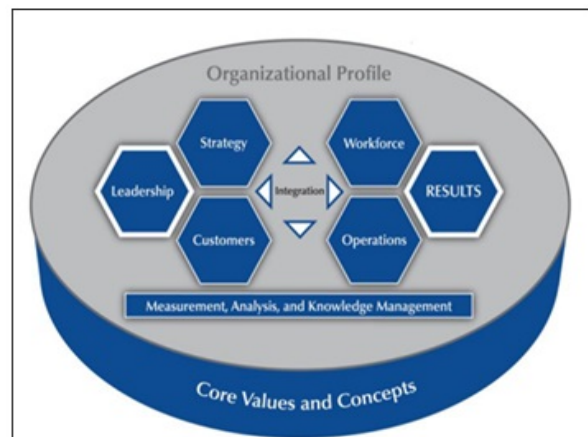 Organizational Profile
Strategy
Workforce
Leadership
Integration
RESULTS
Customers
Operations
Measurement, Analysis, and Knowledge Management
Core Values and Concepts